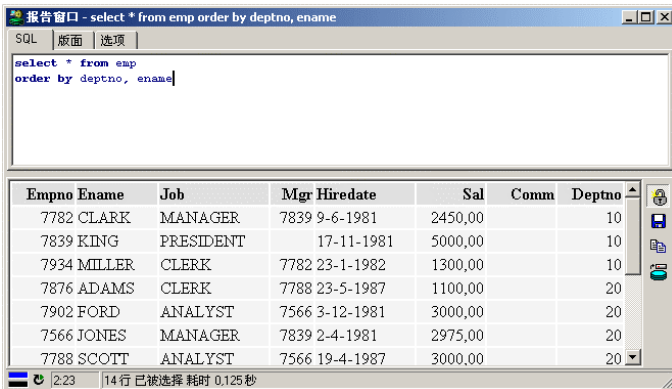 报告窗口 - select * from emp order by deptno, ename
SQL 版面 选项
select * from emp
order by deptno, ename
Empno Ename Job Mgr Hiredate Sal Comm Deptno
7782 CLARK MANAGER 7839 9-6-1981 2450,00 10
7839 KING PRESIDENT 17-11-1981 5000,00 10
7934 MILLER CLERK 7782 23-1-1982 1300,00 10
7876 ADAMS CLERK 7788 23-5-1987 1100,00 20
7902 FORD ANALYST 7566 3-12-1981 3000,00 20
7566 JONES MANAGER 7839 2-4-1981 2975,00 20
7788 SCOTT ANALYST 7566 19-4-1987 3000,00 20
2:23 14行 已被选择 耗时 0,125秒